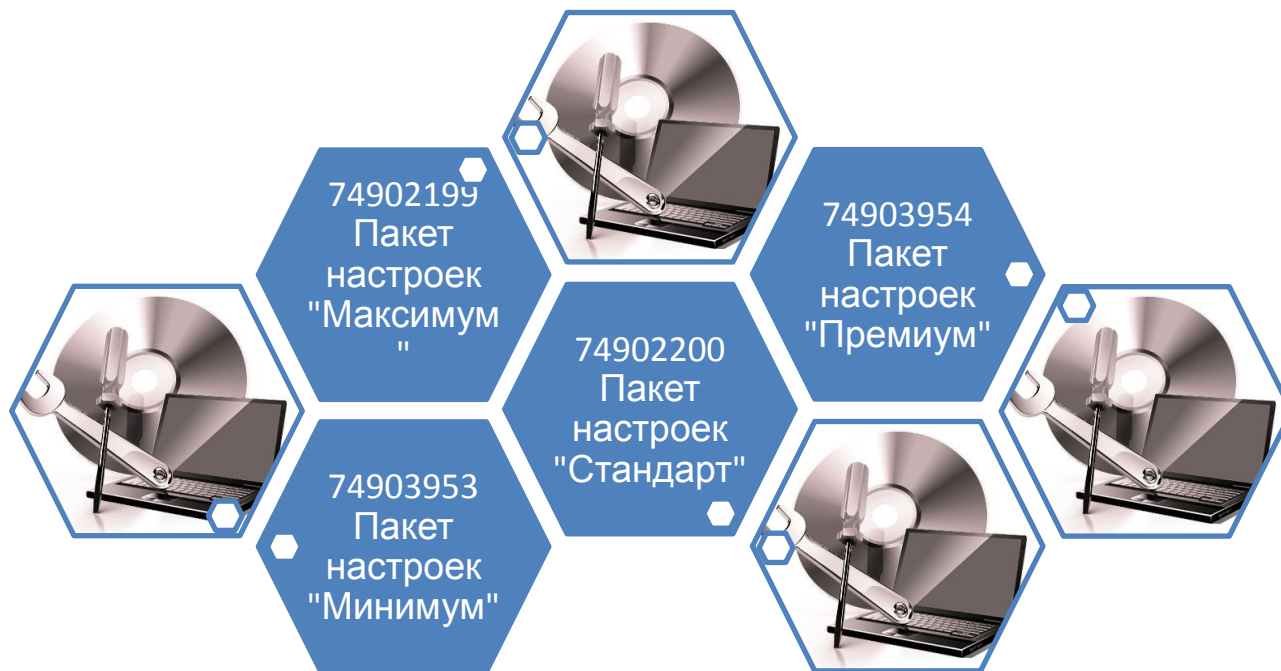 74902199
Пакет
настроек
"Максимум
"
74903954
Пакет
настроек
"Премиум"
74902200
Пакет
настроек
"Стандарт"
74903953
Пакет
настроек
"Минимум"